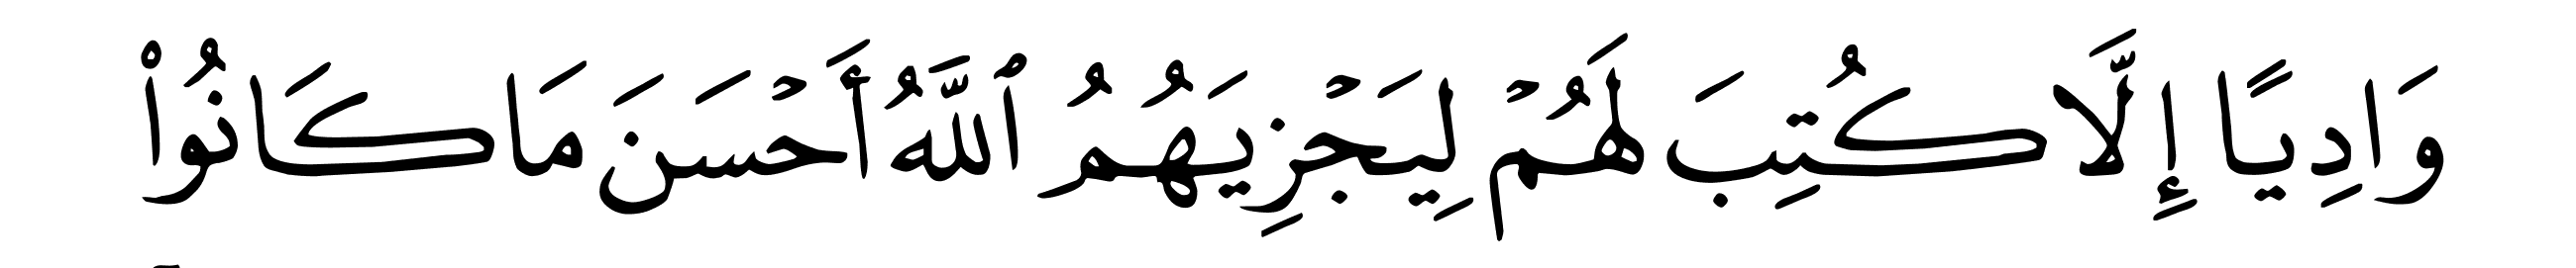 وَادِيًا إِلَّا كُتِبَ لَهُمۡ لِيَجۡزِيَهُمُ ٱللَّهُ أَحۡسَنَ مَا كَانُواْ